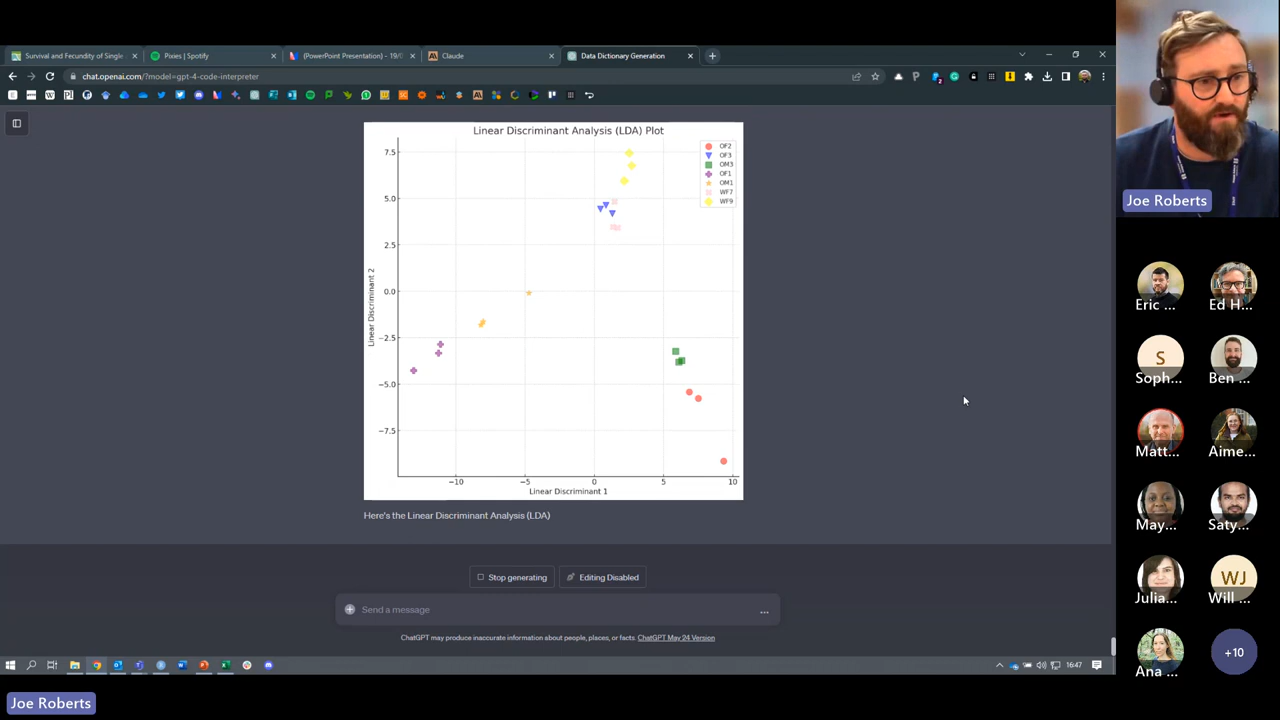 Survival and Fecundity of Single
Pixies | Spotify
(PowerPoint Presentation) – 19/0
Claude
Data Dictionary Generation
chat.openai.com/?model=gpt-4-code-interpreter
Linear Discriminant Analysis (LDA) Plot
OF2
OF3
OM3
OF1
OM1
WF7
WF9
7.5
5.0
2.5
0.0
−2.5
−5.0
−7.5
Linear Discriminant 2
−10
−5
0
5
10
Linear Discriminant 1
Here's the Linear Discriminant Analysis (LDA)
Stop generating
Editing Disabled
Send a message
...
ChatGPT may produce inaccurate information about people, places, or facts. ChatGPT May 24 Version
16:47
Joe Roberts
Eric ...
Ed H...
S
Soph...
Ben ...
Matt...
Aime...
May...
Saty...
WJ
Julia...
Will ...
Ana ...
+10
Joe Roberts